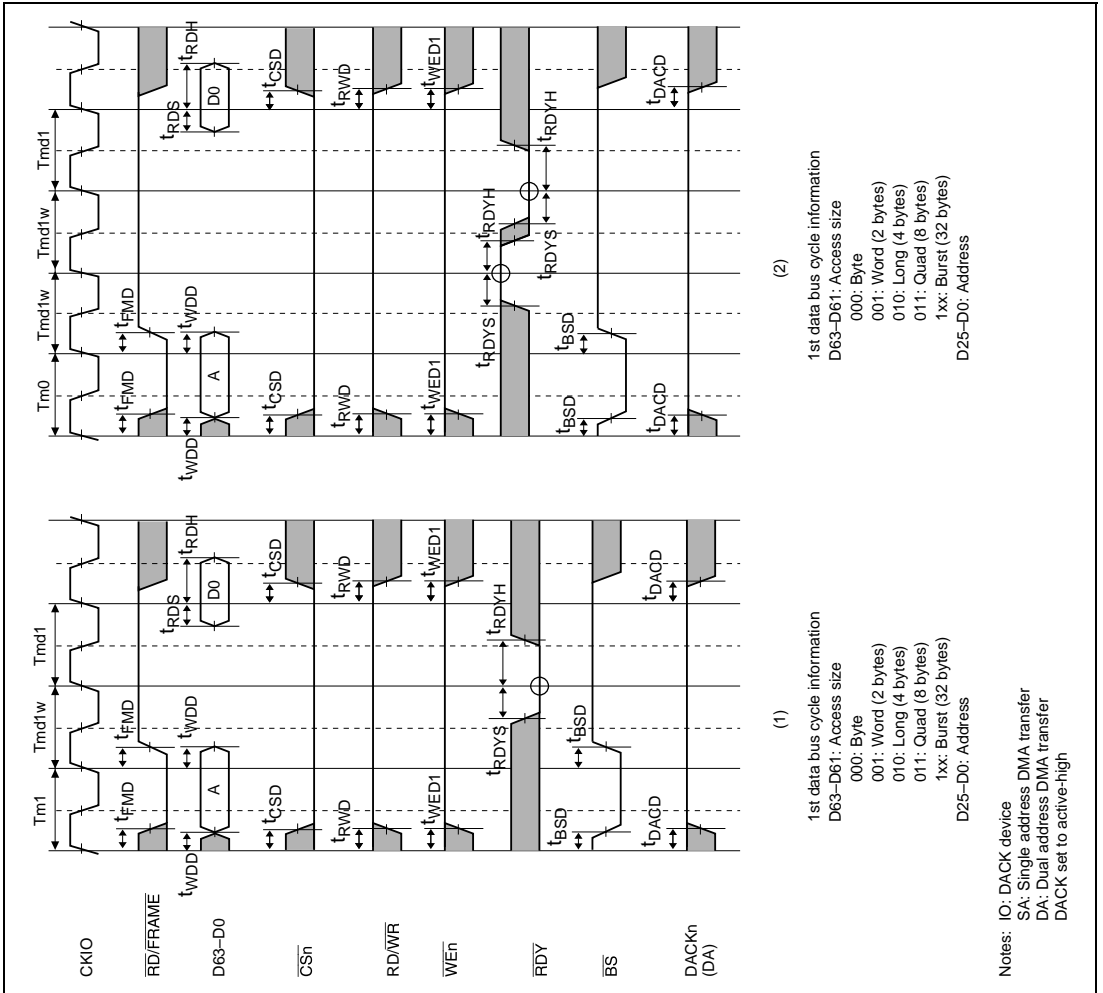 Tm1 Tmd1w Tmd1 Tm0 Tmd1w Tmd1w Tmd1
CKIO
tFMD tFMD tFMD tFMD
RD/FRAME
tWDD tWDD tRDS tRDH tWDD tWDD tRDS tRDH
D63–D0
A D0 A D0
tCSD tCSD tCSD tCSD
CSn
tRWD tRWD tRWD tRWD
RD/WR
tWED1 tWED1 tWED1 tWED1
WEn
tRDYS tRDYH tRDYS tRDYH tRDYS tRDYH
RDY
tBSD tBSD tBSD tBSD
BS
tDACD tDACD tDACD tDACD
DACKn
(DA)
(1)
1st data bus cycle information
D63–D61: Access size
000: Byte
001: Word (2 bytes)
010: Long (4 bytes)
011: Quad (8 bytes)
1xx: Burst (32 bytes)
D25–D0: Address
(2)
1st data bus cycle information
D63–D61: Access size
000: Byte
001: Word (2 bytes)
010: Long (4 bytes)
011: Quad (8 bytes)
1xx: Burst (32 bytes)
D25–D0: Address
Notes: IO: DACK device
SA: Single address DMA transfer
DA: Dual address DMA transfer
DACK set to active-high